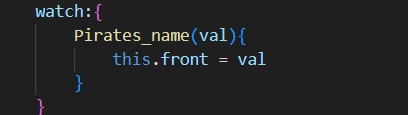 watch:{
Pirates_name(val){
this.front = val
}
}